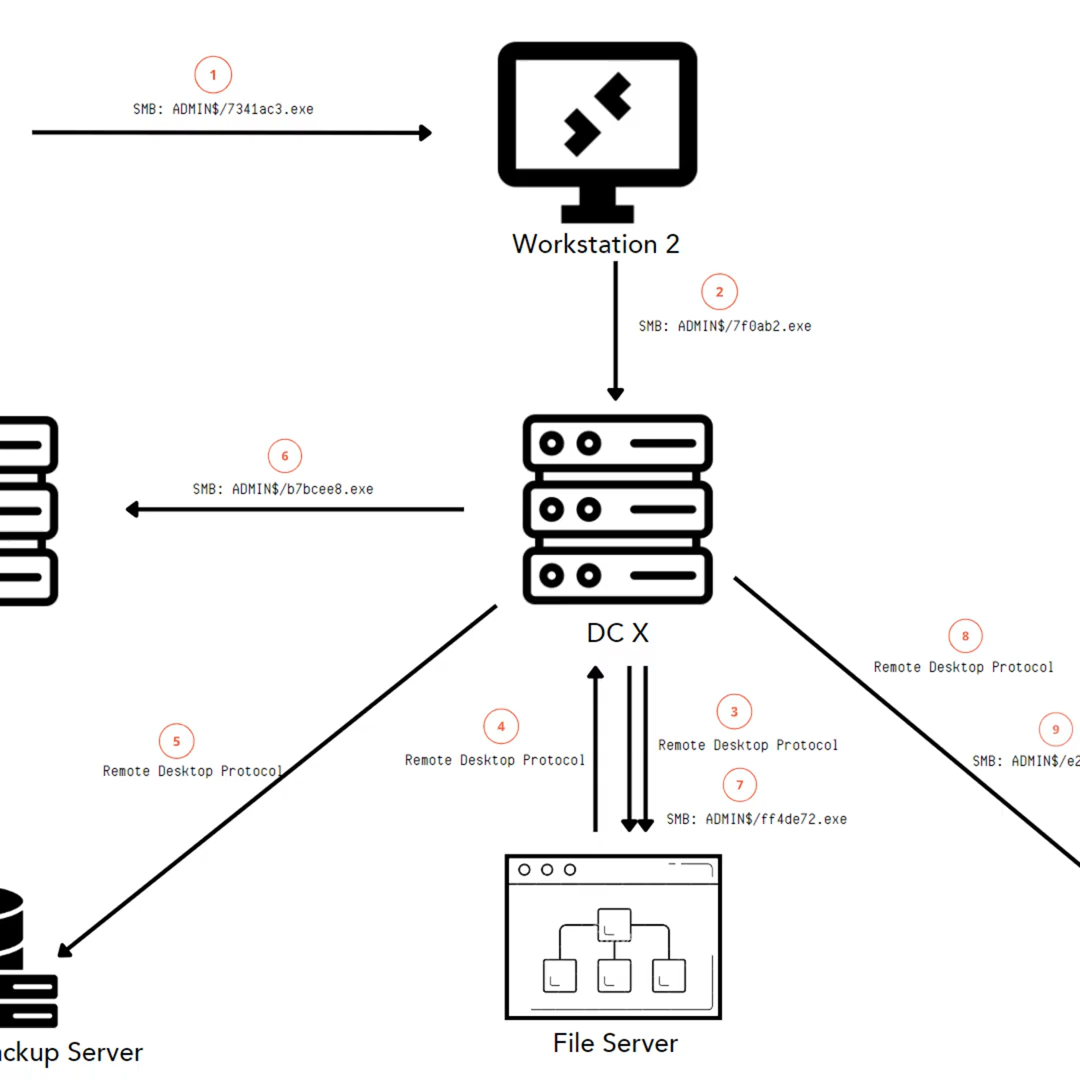 1
SMB: ADMIN$/7341ac3.exe
Workstation 2
2
SMB: ADMIN$/7f0ab2.exe
6
SMB: ADMIN$/b7bcee8.exe
DC X
8
Remote Desktop Protocol
3
Remote Desktop Protocol
4
Remote Desktop Protocol
5
Remote Desktop Protocol
9
SMB:
7
SMB: ADMIN$/ff4de72.exe
File Server
Server